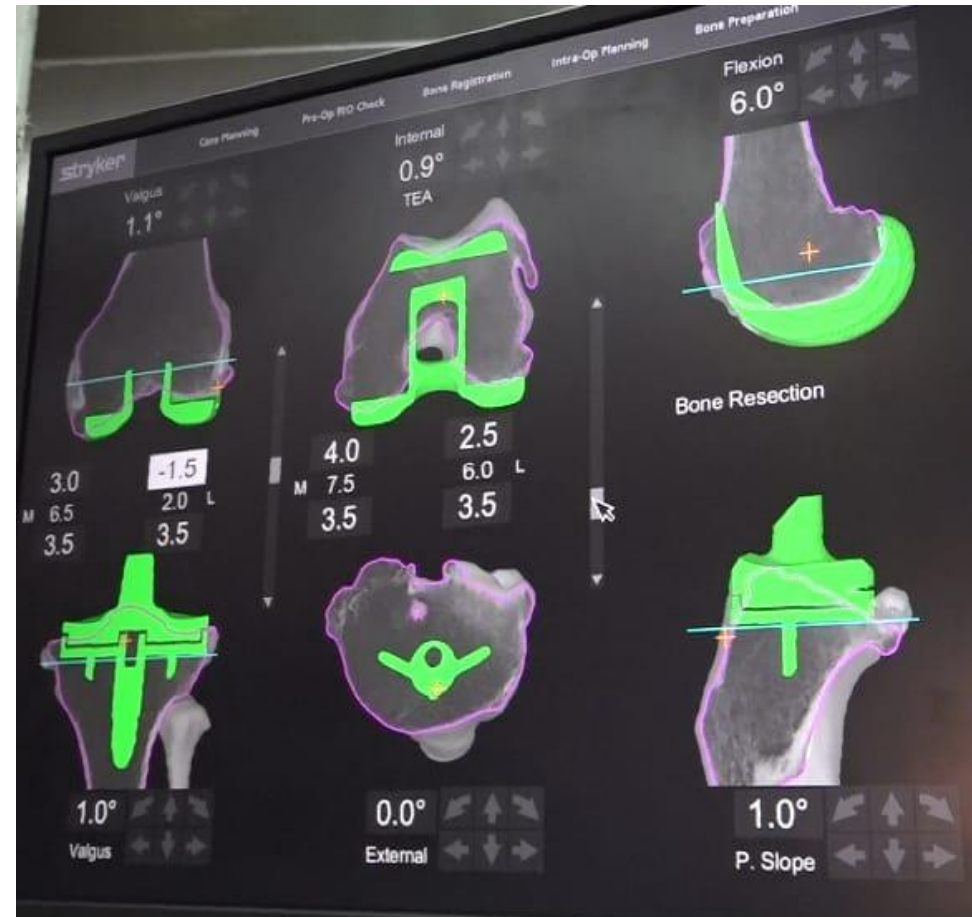 stryker
Case Planning
Pre-Op RIO Check
Bone Registration
Intra-Op Planning
Bone Preparation
Valgus
1.1°
Internal
0.9°
TEA
Flexion
6.0°
3.0 -1.5
M 6.5 2.0 L
3.5 3.5
4.0 2.5
M 7.5 6.0 L
3.5 3.5
Bone Resection
1.0°
Valgus
0.0°
External
1.0°
P. Slope